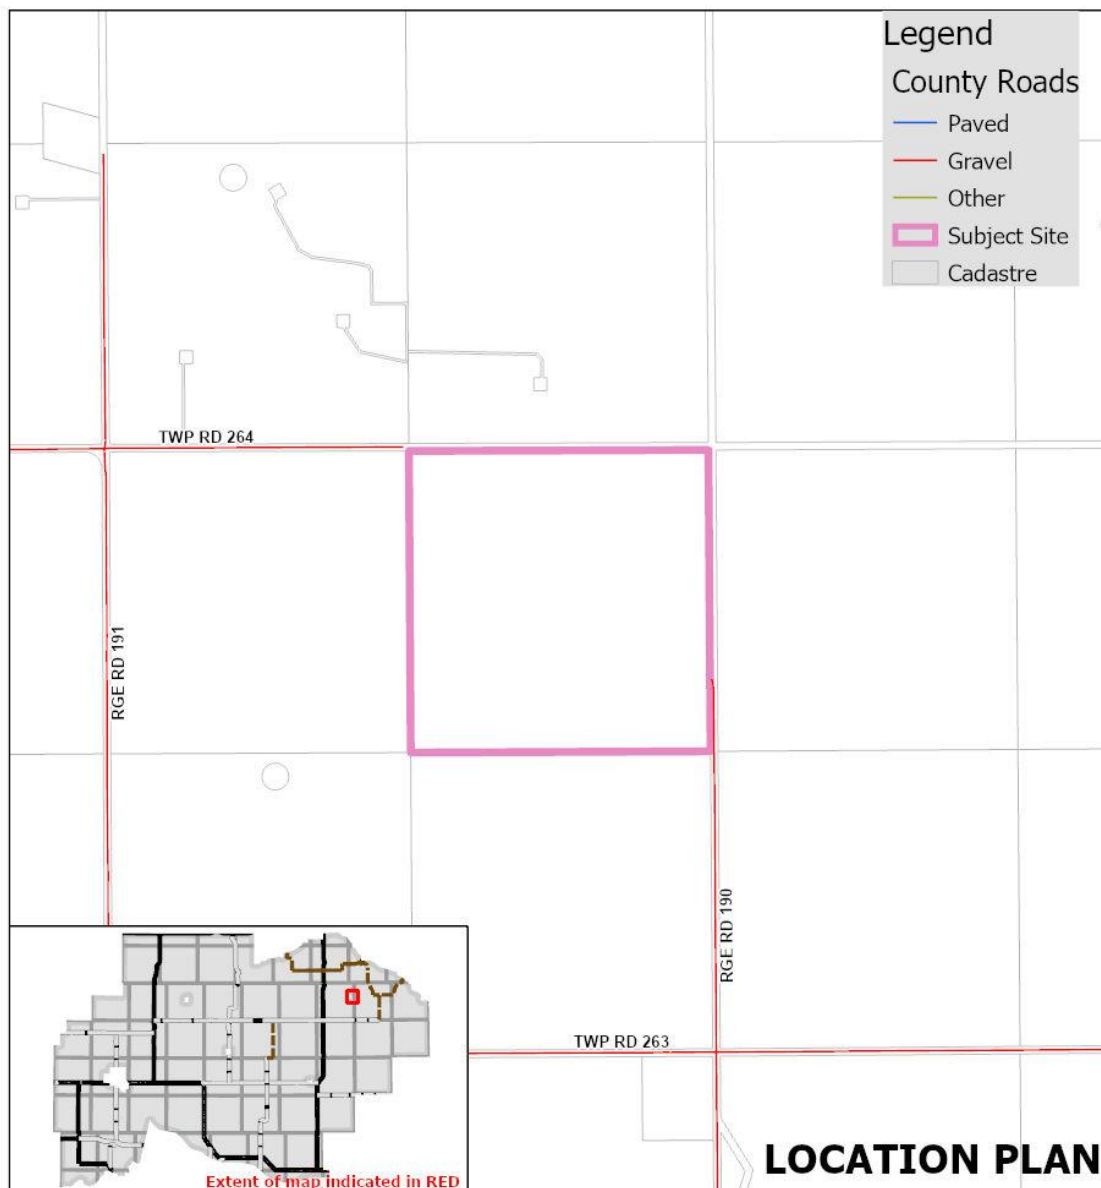 Legend
County Roads
Paved
Gravel
Other
Subject Site
Cadastre
TWP RD 264
RGE RD 191
RGE RD 190
TWP RD 263
Extent of map indicated in RED
LOCATION PLAN